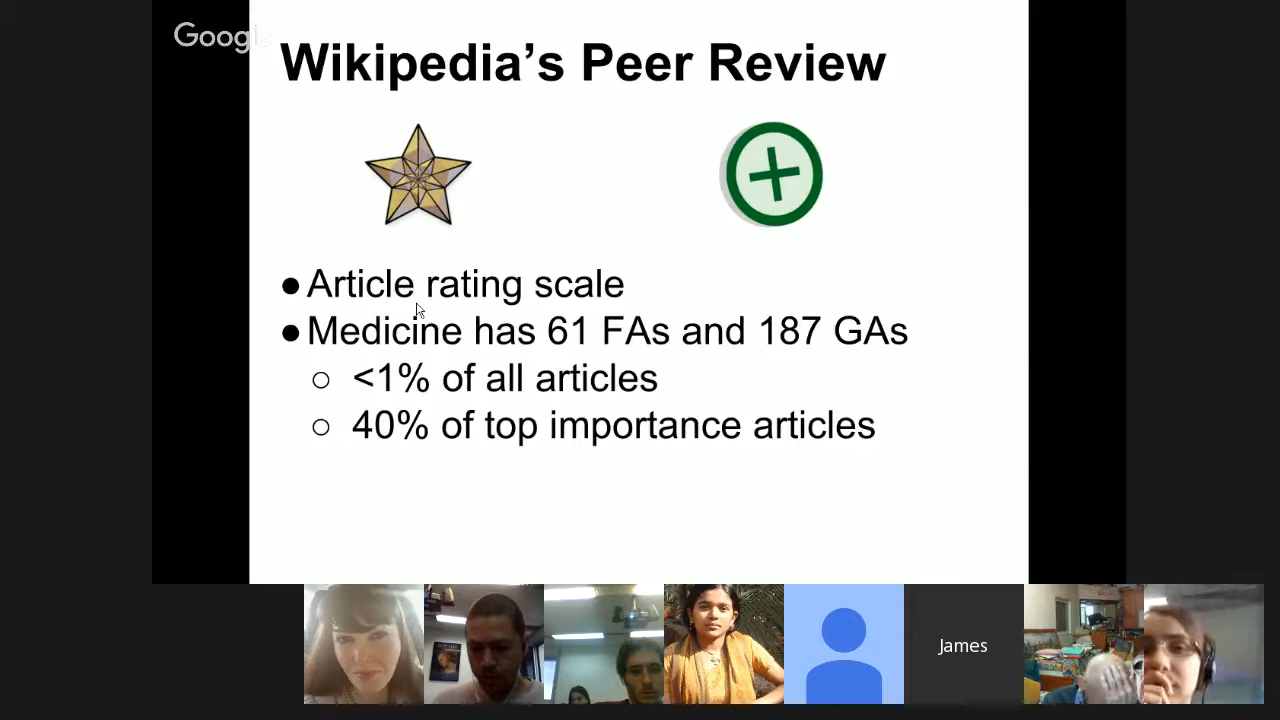 Google
Wikipedia's Peer Review
● Article rating scale
● Medicine has 61 FAs and 187 GAs
○ <1% of all articles
○ 40% of top importance articles
James